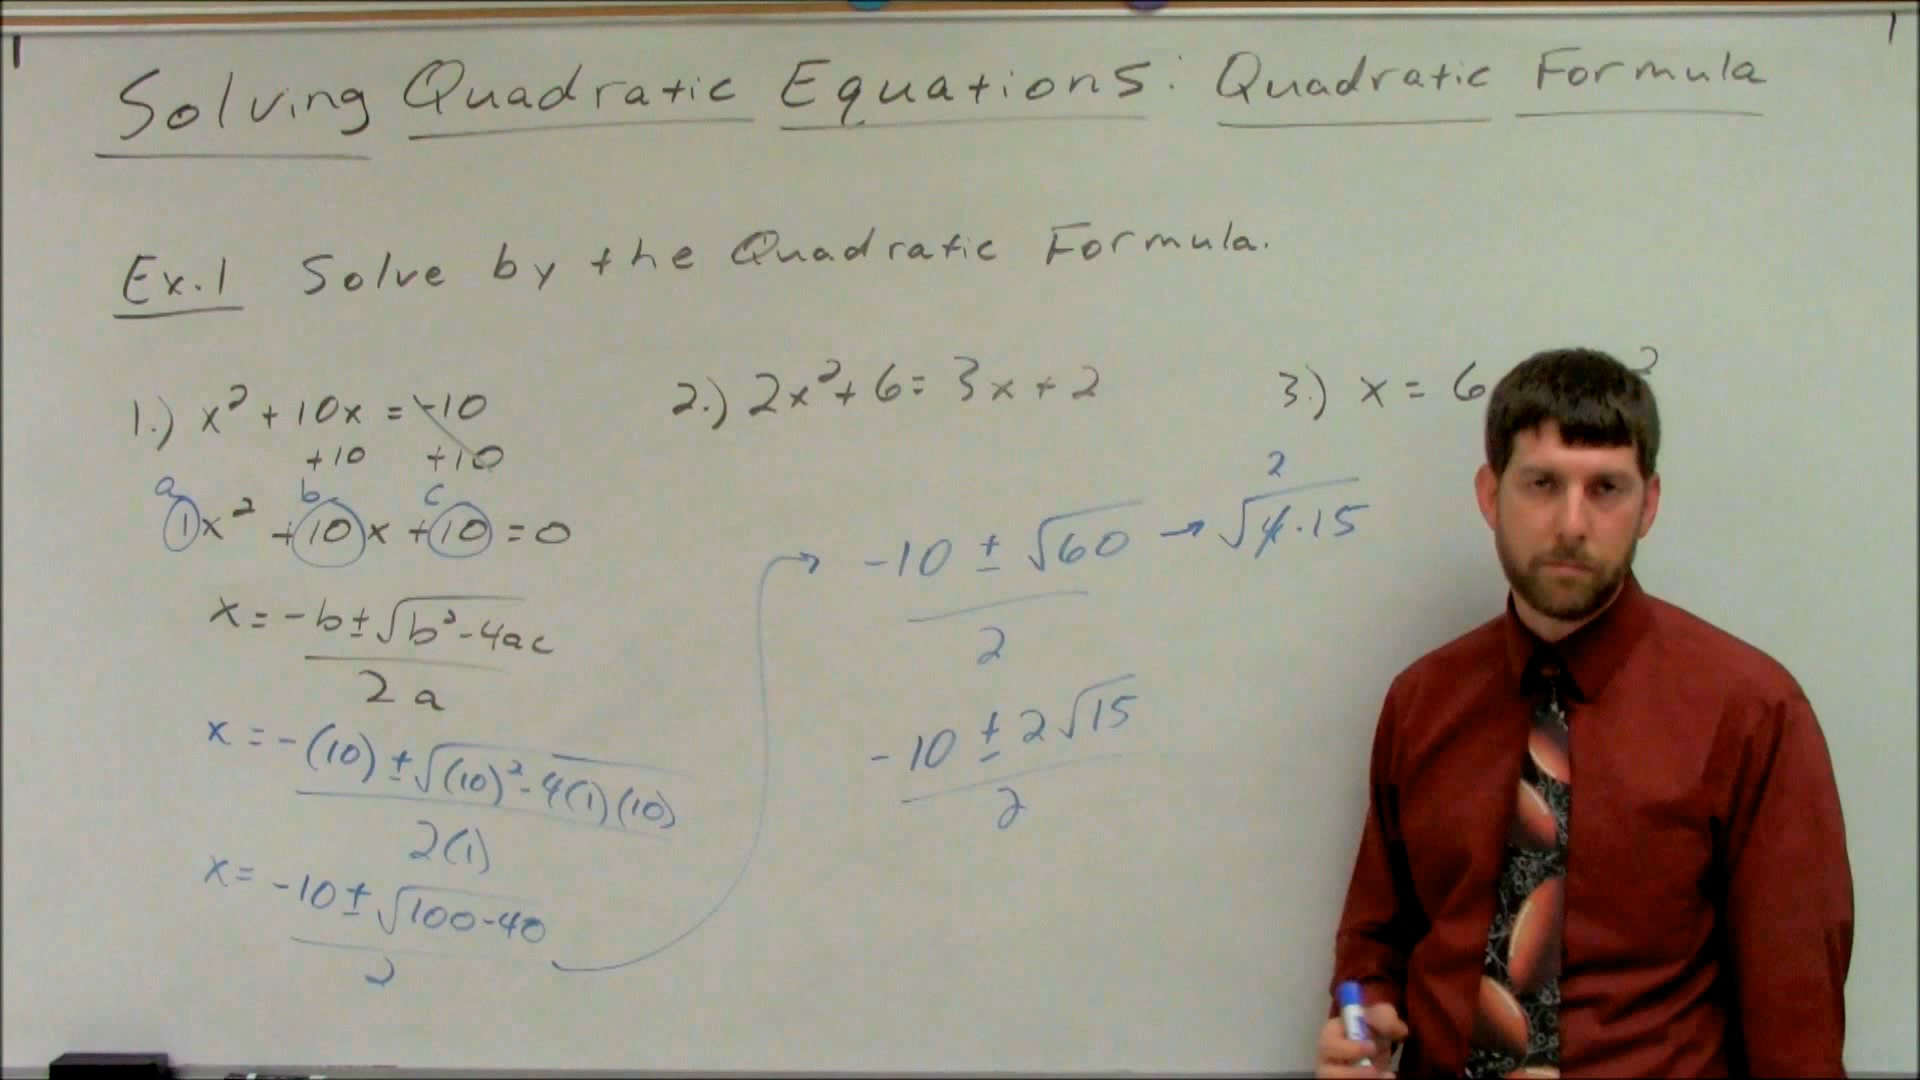 Solving Quadratic Equations: Quadratic Formula
Ex.1 Solve by the Quadratic Formula.
1.) x² + 10x = -10
+10 +10
a b c
1x² + 10x + 10 = 0
x = -b ± √(b² - 4ac)
2a
x = -(10) ± √((10)² - 4(1)(10))
2(1)
x = -10 ± √(100-40)
2
2.) 2x² + 6 = 3x + 2
-10 ± √60 → √4·15
2
2
-10 ± 2√15
2
3.) x = 6 2